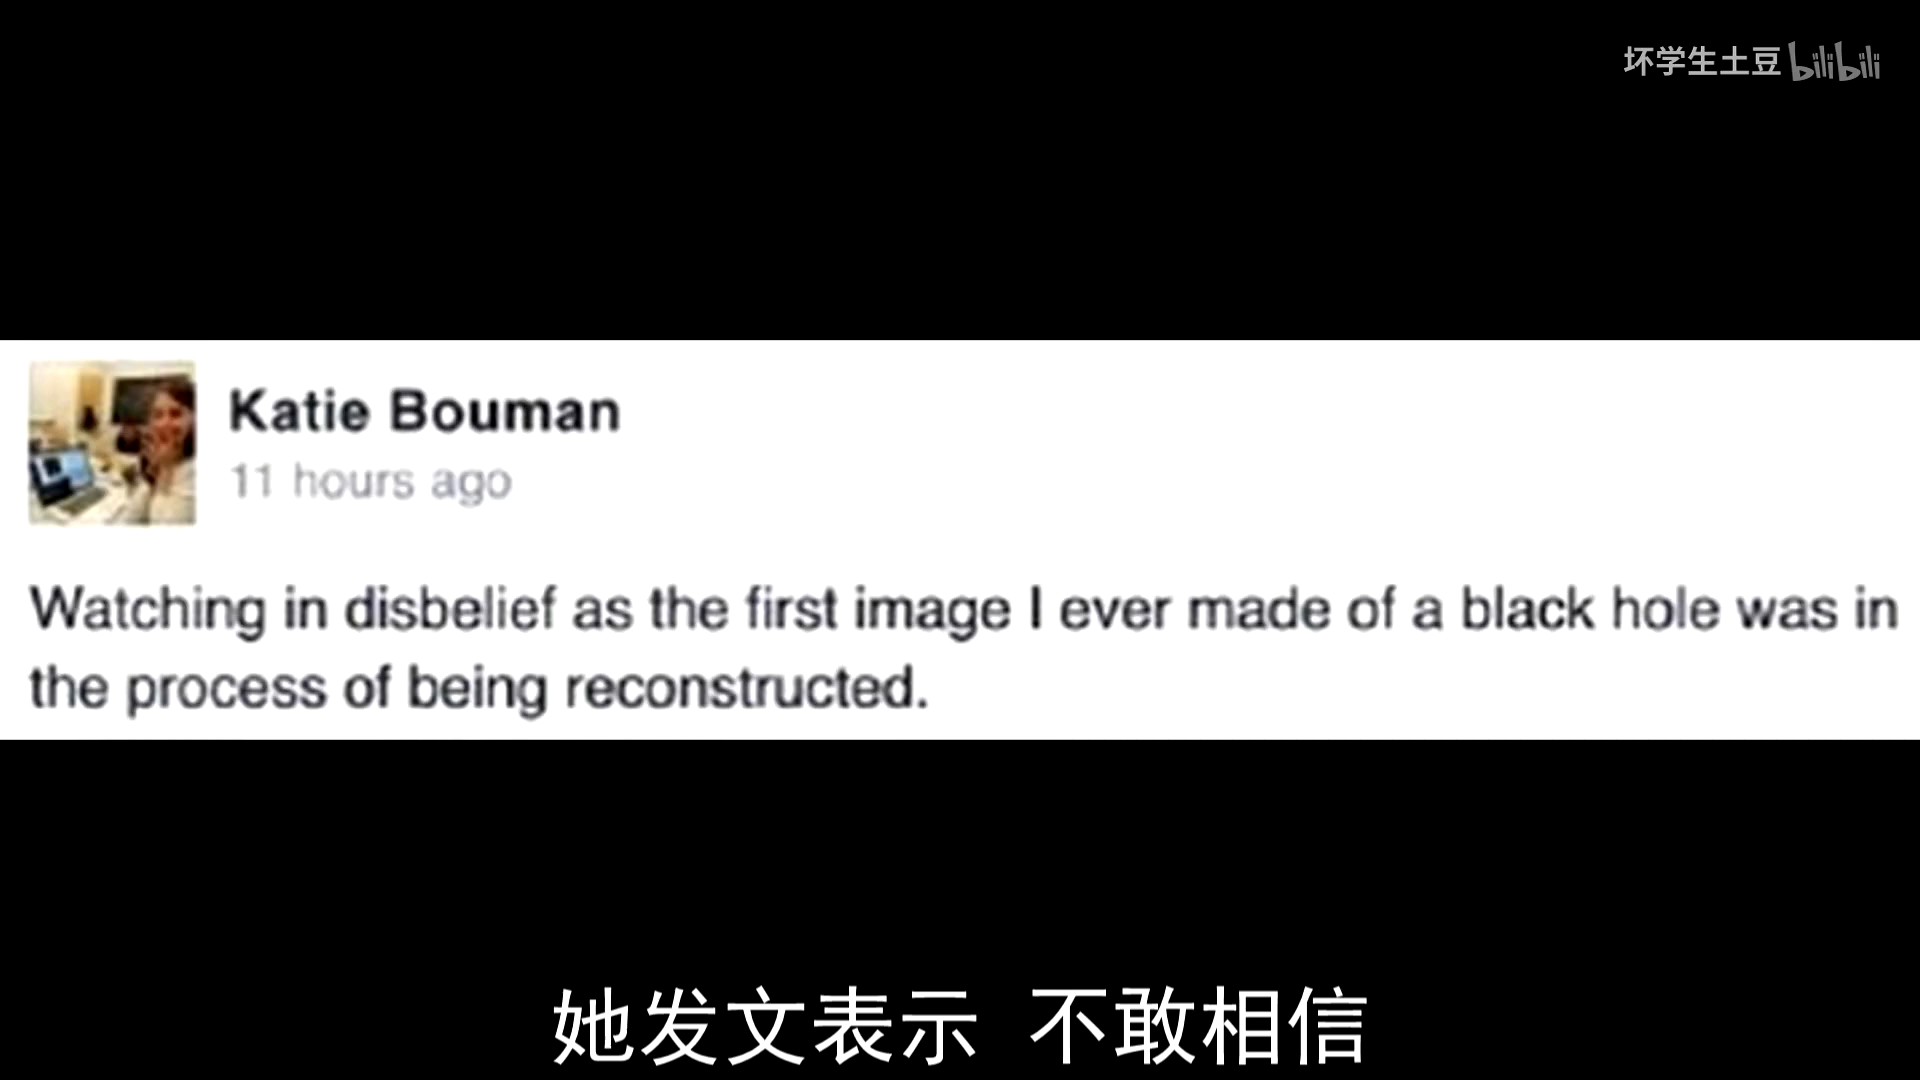 坏学生土豆 bilibili
Katie Bouman
11 hours ago
Watching in disbelief as the first image I ever made of a black hole was in
the process of being reconstructed.
她发文表示 不敢相信